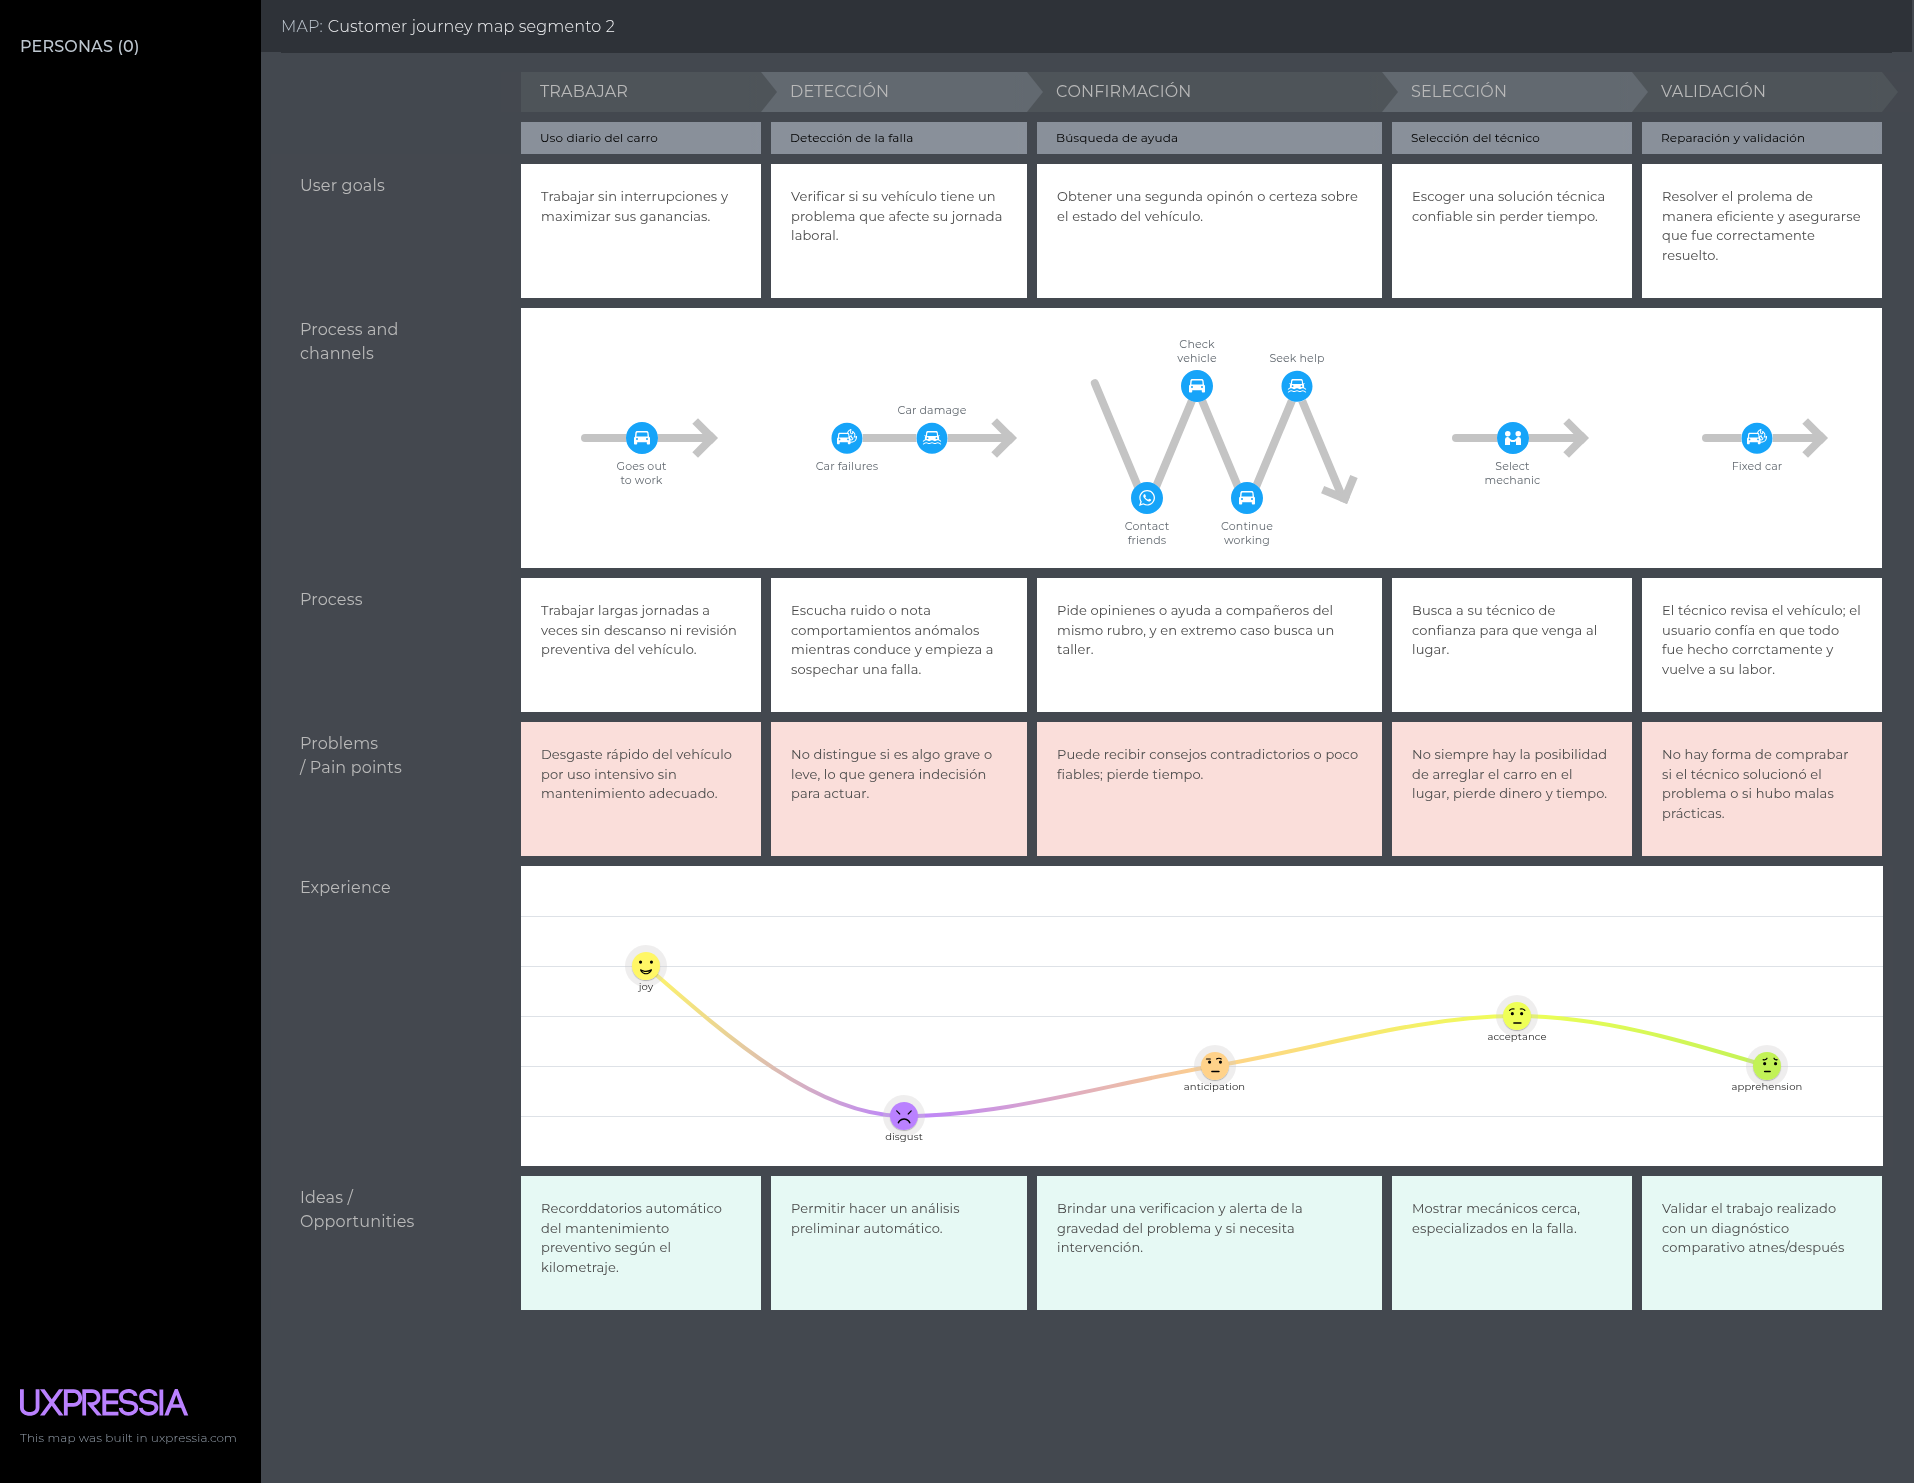 PERSONAS (0)
MAP: Customer journey map segmento 2
TRABAJAR
DETECCIÓN
CONFIRMACIÓN
SELECCIÓN
VALIDACIÓN
Uso diario del carro
Detección de la falla
Búsqueda de ayuda
Selección del técnico
Reparación y validación
User goals
Trabajar sin interrupciones y
maximizar sus ganancias.
Verificar si su vehículo tiene un
problema que afecte su jornada
laboral.
Obtener una segunda opinón o certeza sobre
el estado del vehículo.
Escoger una solución técnica
confiable sin perder tiempo.
Resolver el prolema de
manera eficiente y asegurarse
que fue correctamente
resuelto.
Process and
channels
Goes out
to work
Car failures
Car damage
Contact
friends
Check
vehicle
Continue
working
Seek help
Select
mechanic
Fixed car
Process
Trabajar largas jornadas a
veces sin descanso ni revisión
preventiva del vehículo.
Escucha ruido o nota
comportamientos anómalos
mientras conduce y empieza a
sospechar una falla.
Pide opinienes o ayuda a compañeros del
mismo rubro, y en extremo caso busca un
taller.
Busca a su técnico de
confianza para que venga al
lugar.
El técnico revisa el vehículo; el
usuario confía en que todo
fue hecho corrctamente y
vuelve a su labor.
Problems
/ Pain points
Desgaste rápido del vehículo
por uso intensivo sin
mantenimiento adecuado.
No distingue si es algo grave o
leve, lo que genera indecisión
para actuar.
Puede recibir consejos contradictorios o poco
fiables; pierde tiempo.
No siempre hay la posibilidad
de arreglar el carro en el
lugar, pierde dinero y tiempo.
No hay forma de comprobar
si el técnico solucionó el
problema o si hubo malas
prácticas.
Experience
joy
disgust
anticipation
acceptance
apprehension
Ideas /
Opportunities
Recorddatorios automático
del mantenimiento
preventivo según el
kilometraje.
Permitir hacer un análisis
preliminar automático.
Brindar una verificacion y alerta de la
gravedad del problema y si necesita
intervención.
Mostrar mecánicos cerca,
especializados en la falla.
Validar el trabajo realizado
con un diagnóstico
comparativo atnes/después
UXPRESSIA
This map was built in uxpressia.com